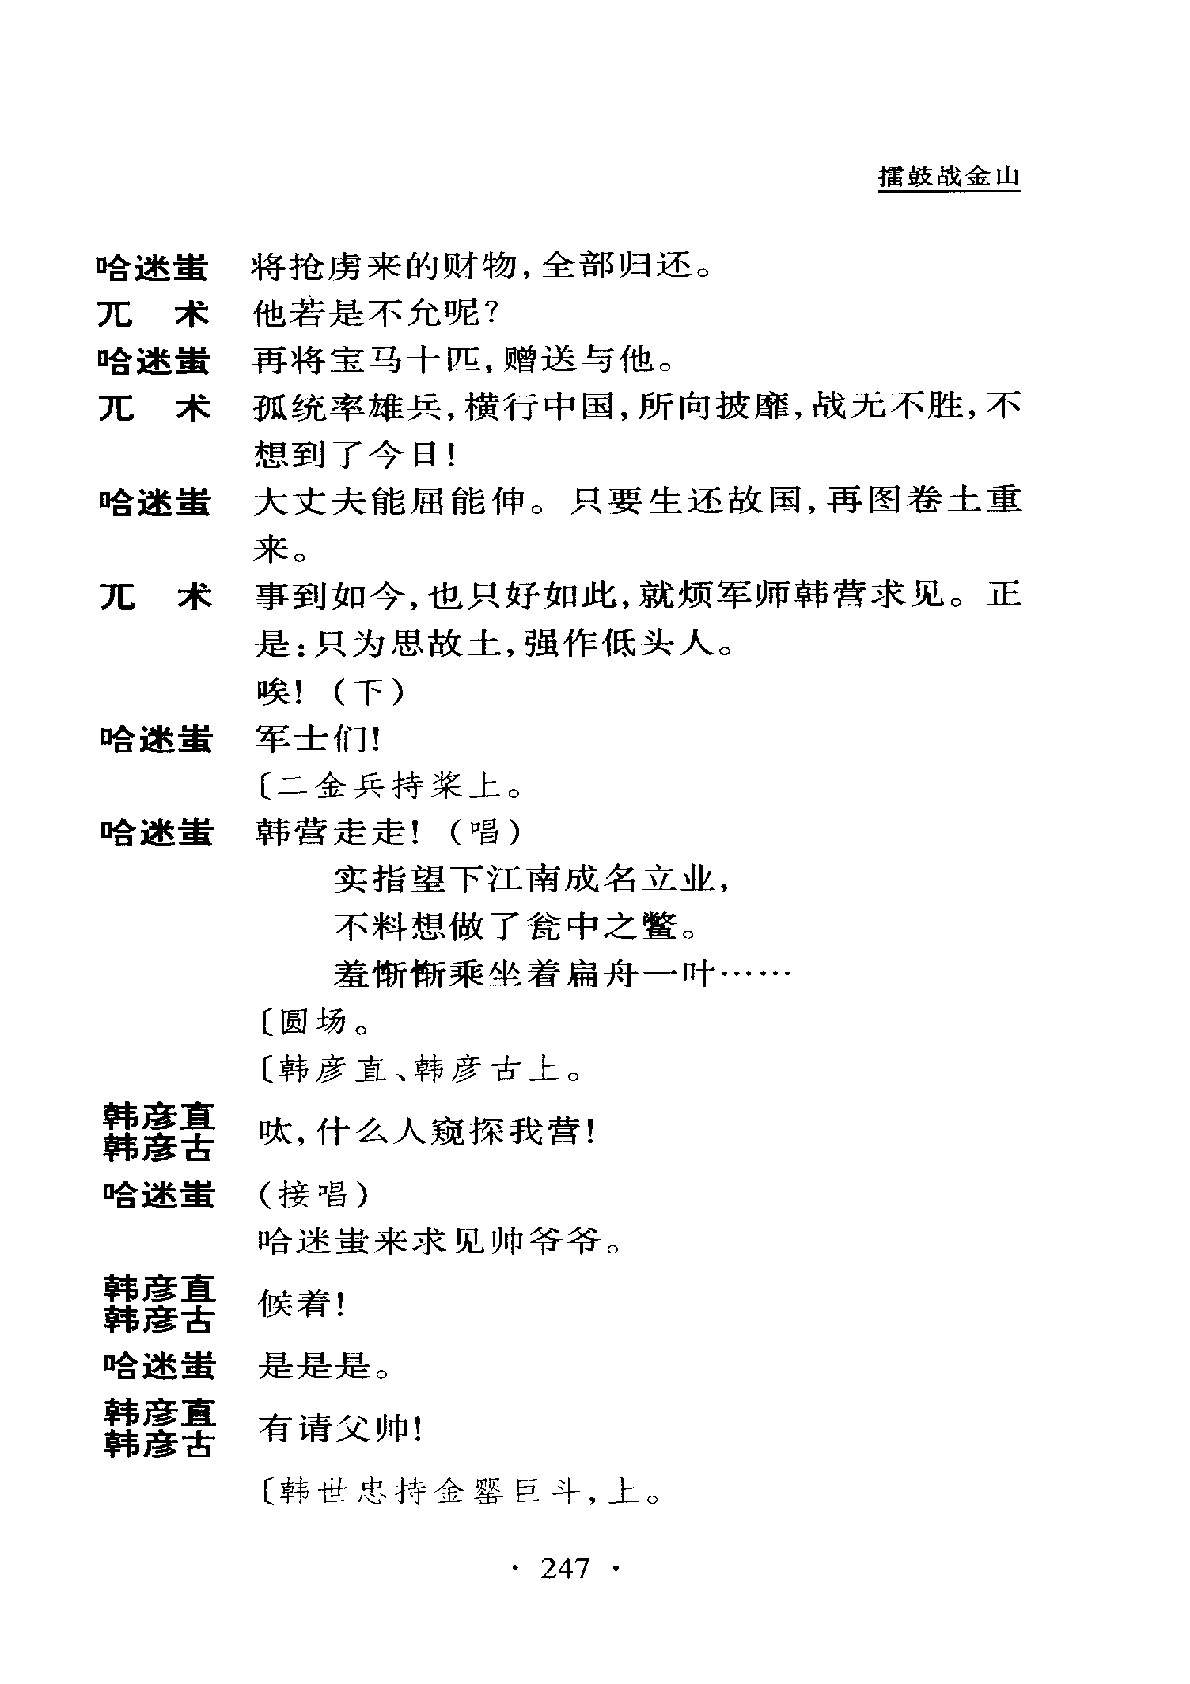 擂鼓战金山
哈迷蚩 将抢虏来的财物,全部归还。
兀 术 他若是不允呢?
哈迷蚩 再将宝马十匹,赠送与他。
兀 术 孤统率雄兵,横行中国,所向披靡,战无不胜,不
想到了今日!
哈迷蚩 大丈夫能屈能伸。只要生还故国,再图卷土重
来。
兀 术 事到如今,也只好如此,就烦军师韩营求见。正
是:只为思故土,强作低头人。
唉!(下)
哈迷蚩 军士们!
〔二金兵持桨上。
哈迷蚩 韩营走走!(唱)
实指望下江南成名立业,
不料想做了瓮中之鳖。
羞惭惭乘坐着扁舟一叶……
〔圆场。
〔韩彦直、韩彦古上。
韩彦直
韩彦古 呔,什么人窥探我营!
哈迷蚩 (接唱)
哈迷蚩来求见帅爷爷。
韩彦直
韩彦古 候着!
哈迷蚩 是是是。
韩彦直
韩彦古 有请父帅!
〔韩世忠持金罂巨斗,上。
· 247 ·